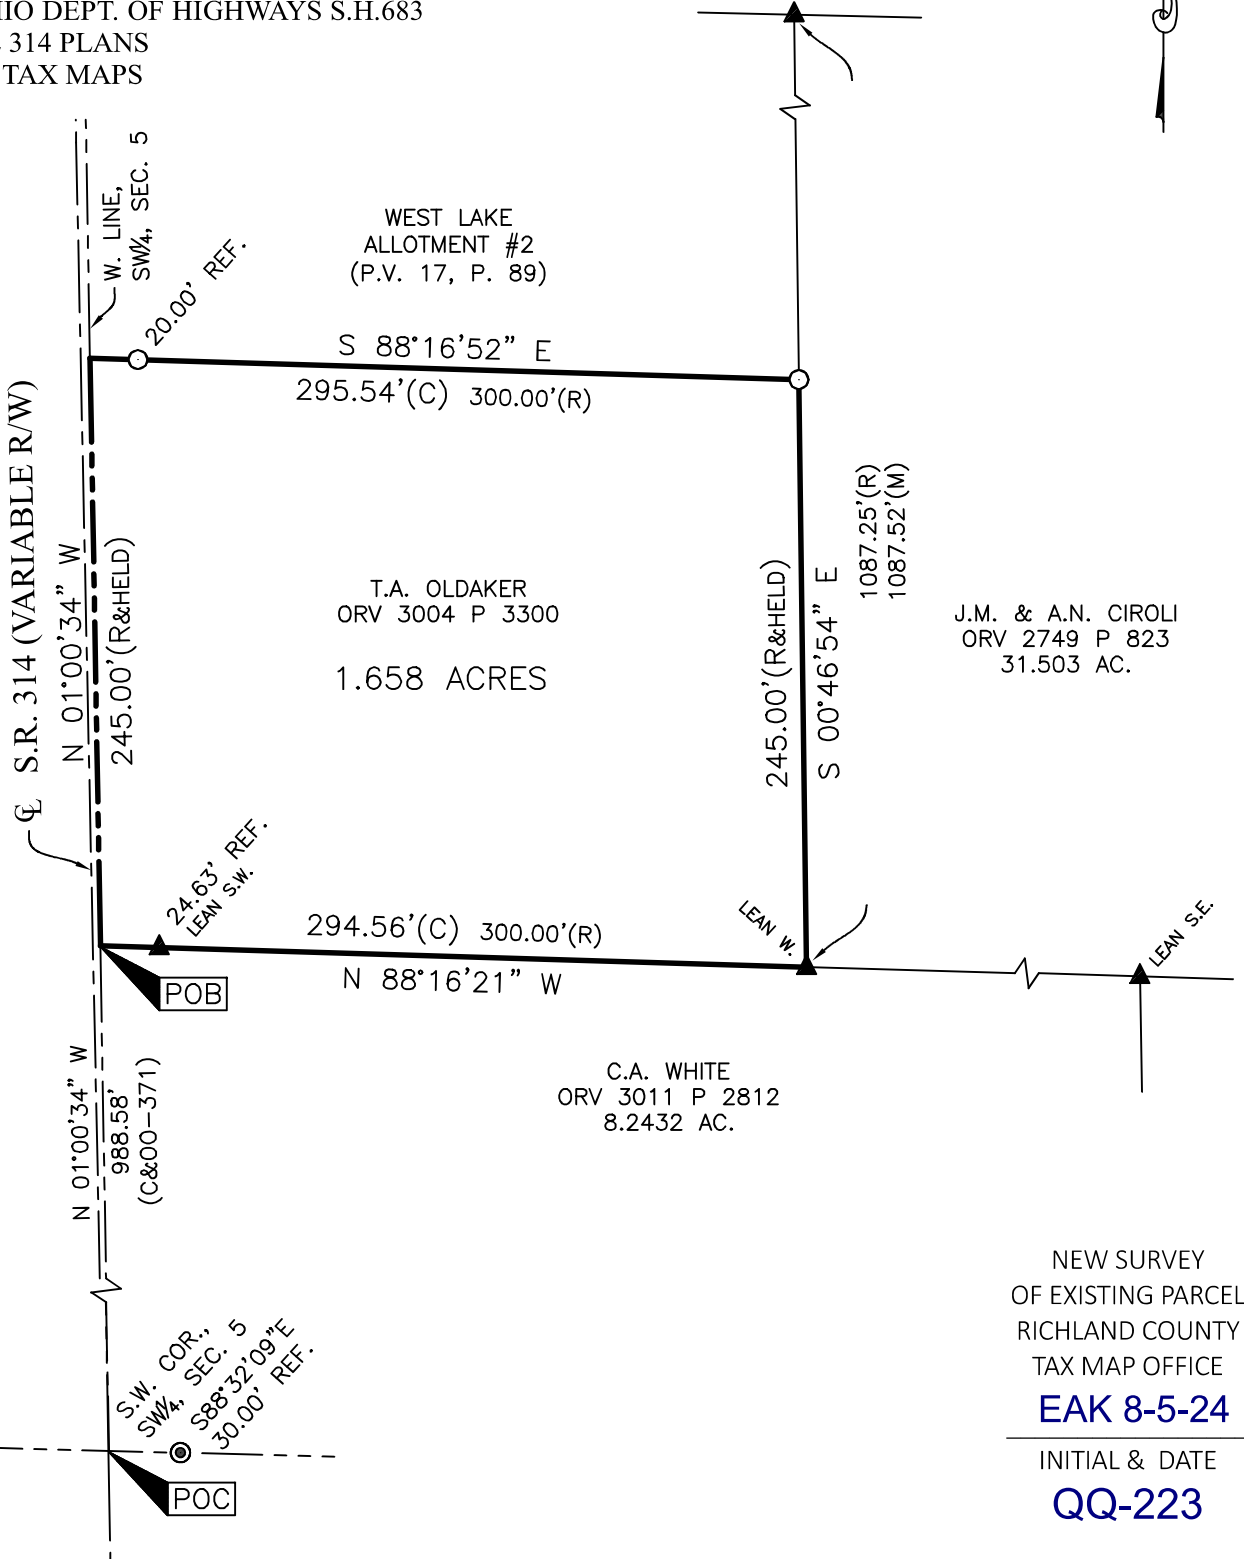 HIO DEPT. OF HIGHWAYS S.H.683
314 PLANS
TAX MAPS
W. LINE,
SW¼, SEC. 5
20.00' REF.
WEST LAKE
ALLOTMENT #2
(P.V. 17, P. 89)
S 88°16'52" E
295.54'(C) 300.00'(R)
℄ S.R. 314 (VARIABLE R/W)
N 01°00'34" W
245.00'(R&HELD)
T.A. OLDAKER
ORV 3004 P 3300
1.658 ACRES
245.00'(R&HELD)
S 00°46'54" E
1087.25'(R)
1087.52'(M)
J.M. & A.N. CIROLI
ORV 2749 P 823
31.503 AC.
24.63' REF.
LEAN S.W.
294.56'(C) 300.00'(R)
N 88°16'21" W
LEAN W.
LEAN S.E.
POB
N 01°00'34" W
988.58'
(C&00-371)
C.A. WHITE
ORV 3011 P 2812
8.2432 AC.
S.W. COR.,
SW¼, SEC. 5
S88°32'09"E
30.00' REF.
POC
NEW SURVEY
OF EXISTING PARCEL
RICHLAND COUNTY
TAX MAP OFFICE
EAK 8-5-24
INITIAL & DATE
QQ-223